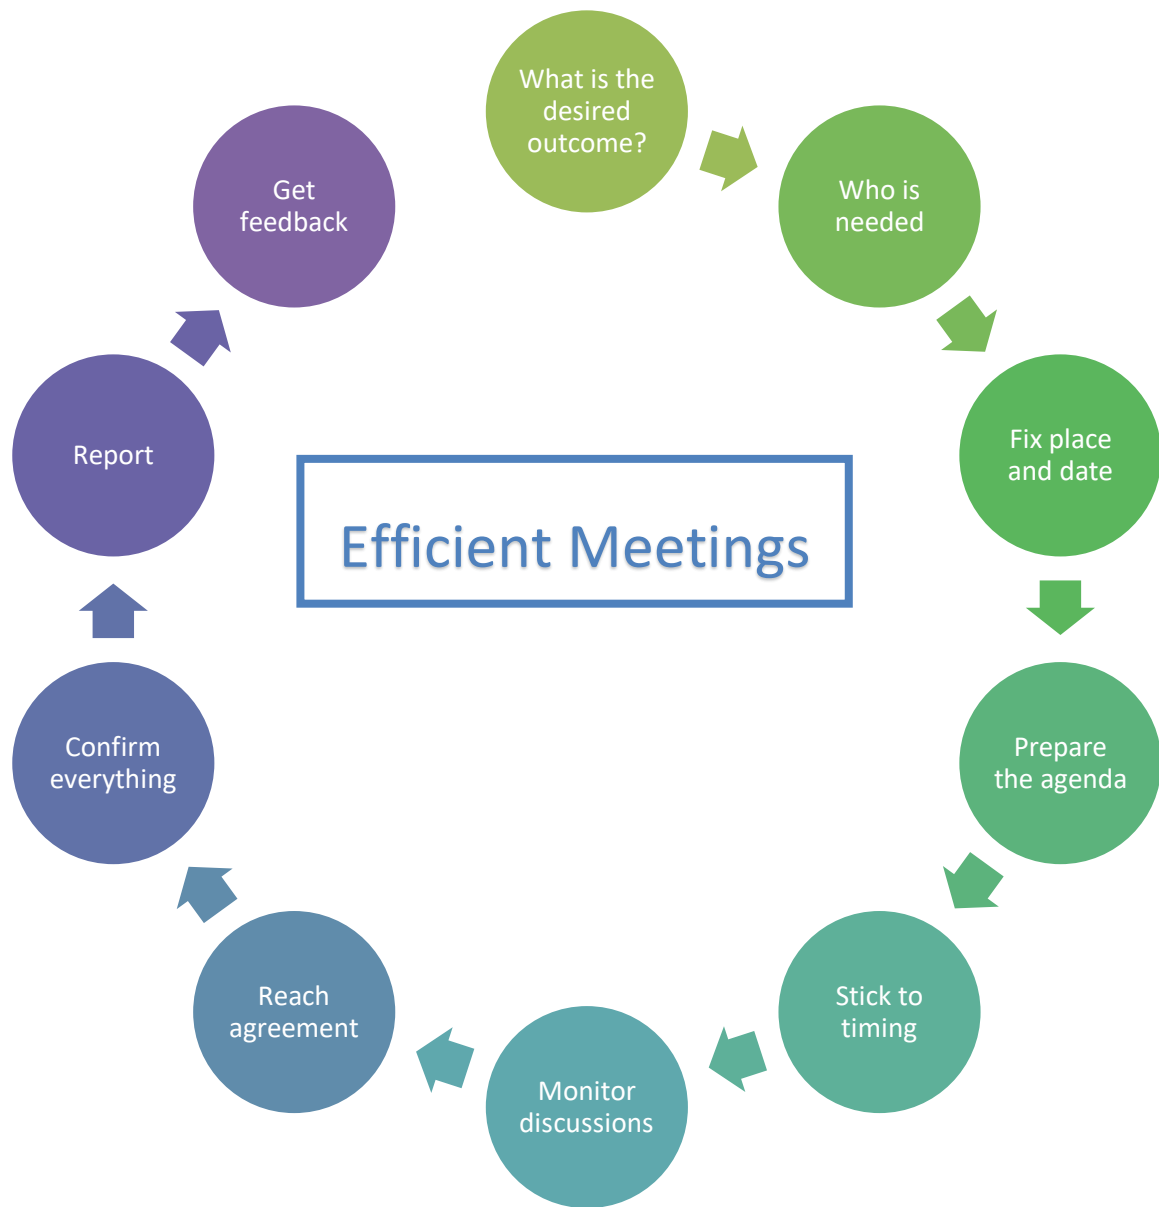 What is the
desired
outcome?
Who is
needed
Fix place
and date
Prepare
the agenda
Stick to
timing
Monitor
discussions
Reach
agreement
Confirm
everything
Report
Get
feedback
Efficient Meetings